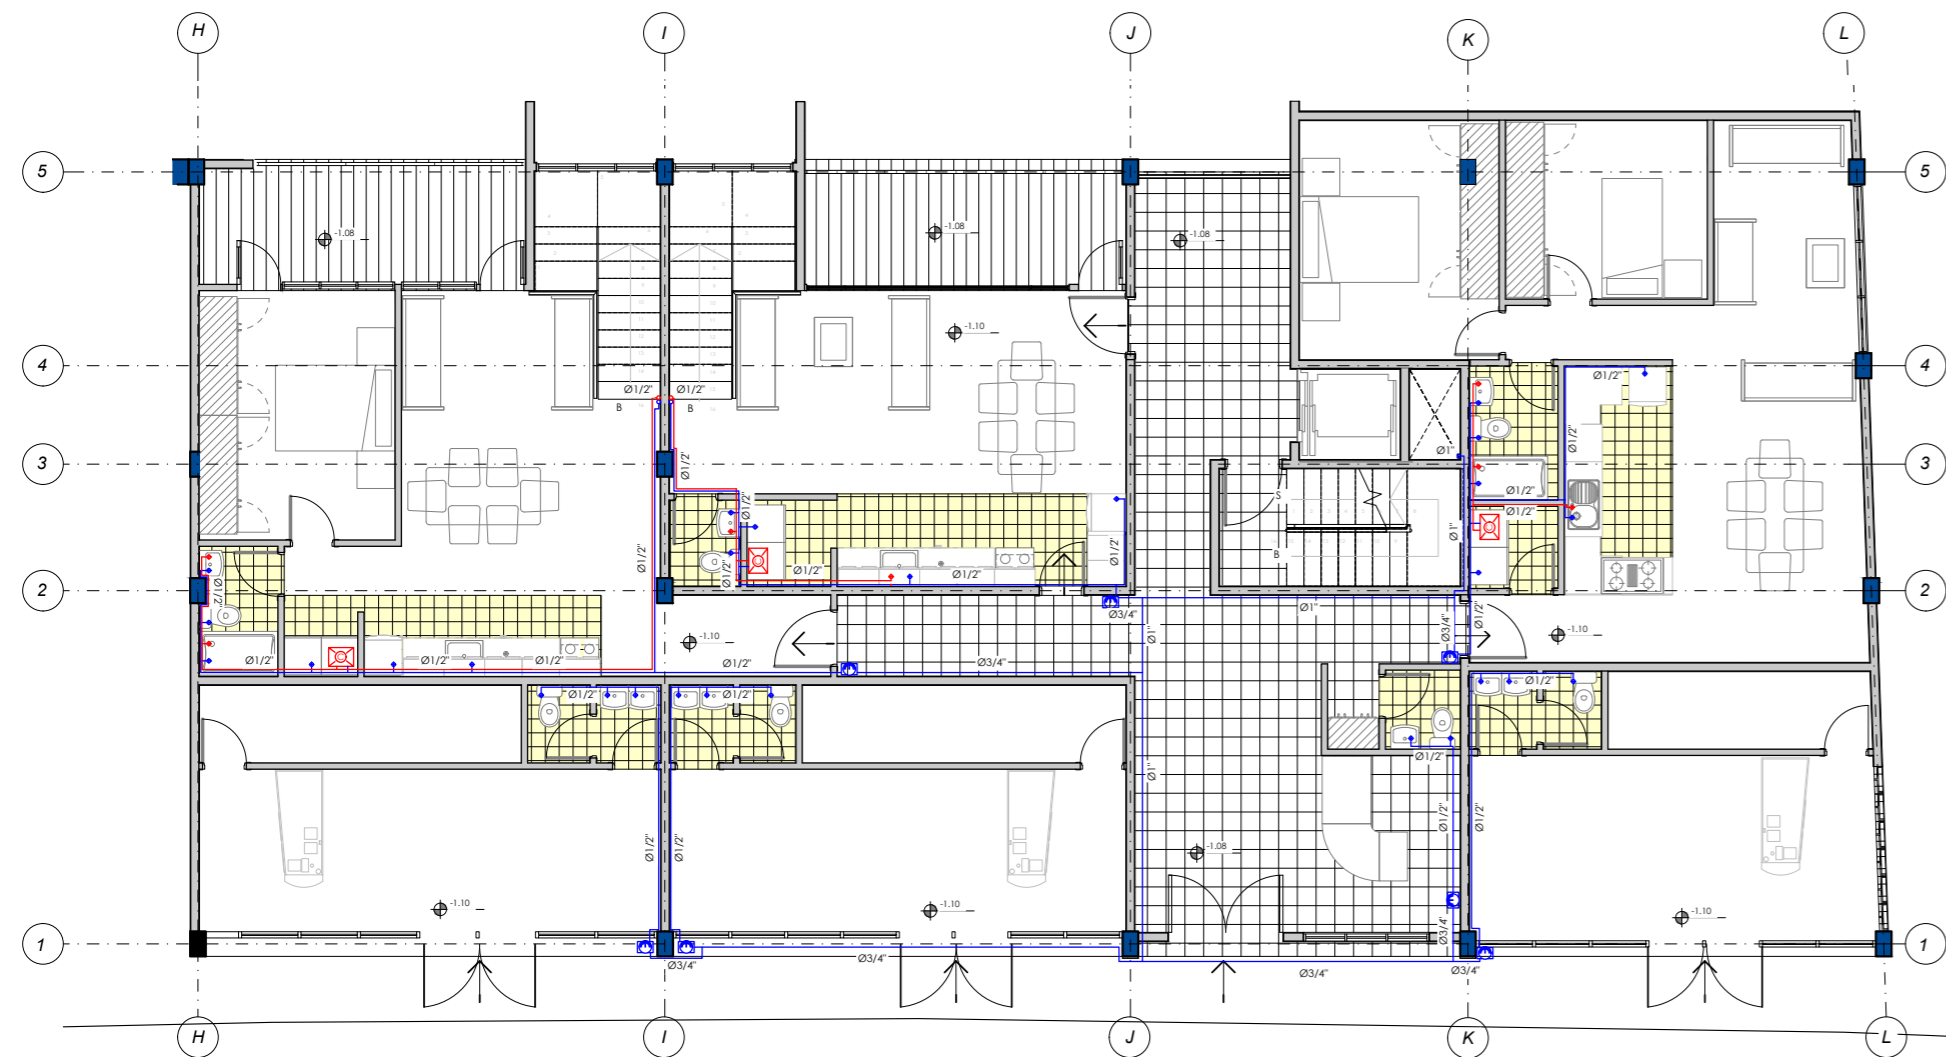 H I J K L
5 5
-1.08 -1.08 -1.08
-1.10
4 4
Ø1/2" Ø1/2" Ø1/2"
B B
3 3
Ø1/2" Ø1" Ø1/2"
Ø1/2" S Ø1/2"
Ø1/2" Ø1/2"
Ø1/2" Ø1" B
Ø1/2" Ø1/2" Ø1/2" Ø1/2"
2 2
Ø1/2" Ø3/4" Ø1" Ø1/2"
-1.10 Ø1" Ø3/4" -1.10
Ø1/2" Ø1/2" Ø1/2" Ø1/2" Ø3/4"
Ø1/2" Ø1/2" Ø1/2"
Ø1/2"
Ø1"
Ø1/2" Ø1/2" Ø1/2" Ø1/2"
-1.08
-1.10 -1.10 -1.10
Ø3/4"
1 1
Ø3/4" Ø3/4" Ø3/4" Ø3/4"
H I J K L